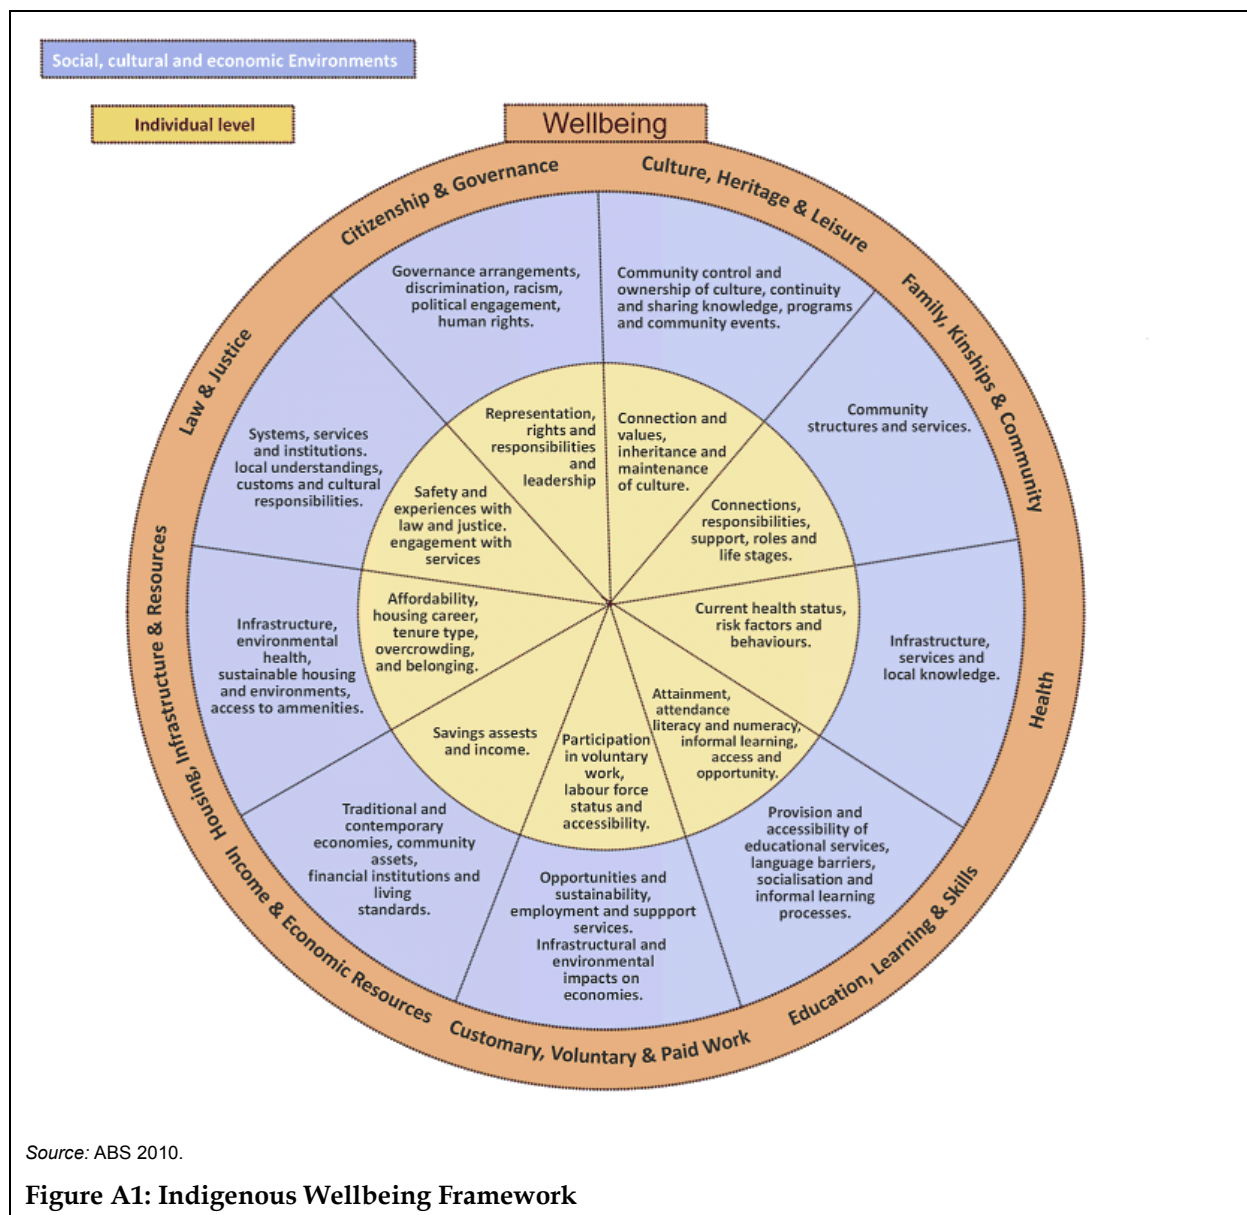 Social, cultural and economic Environments
Individual level
Wellbeing
Citizenship & Governance
Culture, Heritage & Leisure
Family, Kinships & Community
Health
Education, Learning & Skills
Customary, Voluntary & Paid Work
Income & Economic Resources
Housing, Infrastructure & Resources
Law & Justice
Governance arrangements,
discrimination, racism,
political engagement,
human rights.
Community control and
ownership of culture, continuity
and sharing knowledge, programs
and community events.
Community
structures and services.
Infrastructure,
services and
local knowledge.
Provision and
accessibility of
educational services,
language barriers,
socialisation and
informal learning
processes.
Opportunities and
sustainability,
employment and suppport
services.
Infrastructural and
environmental
impacts on
economies.
Traditional and
contemporary
economies, community
assets,
financial institutions and
living
standards.
Infrastructure,
environmental
health,
sustainable housing
and environments,
access to ammenities.
Systems, services
and institutions.
local understandings,
customs and cultural
responsibilities.
Representation,
rights and
responsibilities
and
leadership
Connection and
values,
inheritance and
maintenance
of culture.
Connections,
responsibilities,
support, roles and
life stages.
Current health status,
risk factors and
behaviours.
Attainment,
attendance
literacy and numeracy,
informal learning,
access and
opportunity.
Participation
in voluntary
work,
labour force
status and
accessibility.
Savings assests
and income.
Affordability,
housing career,
tenure type,
overcrowding,
and belonging.
Safety and
experiences with
law and justice.
engagement with
services
Source: ABS 2010.
Figure A1: Indigenous Wellbeing Framework